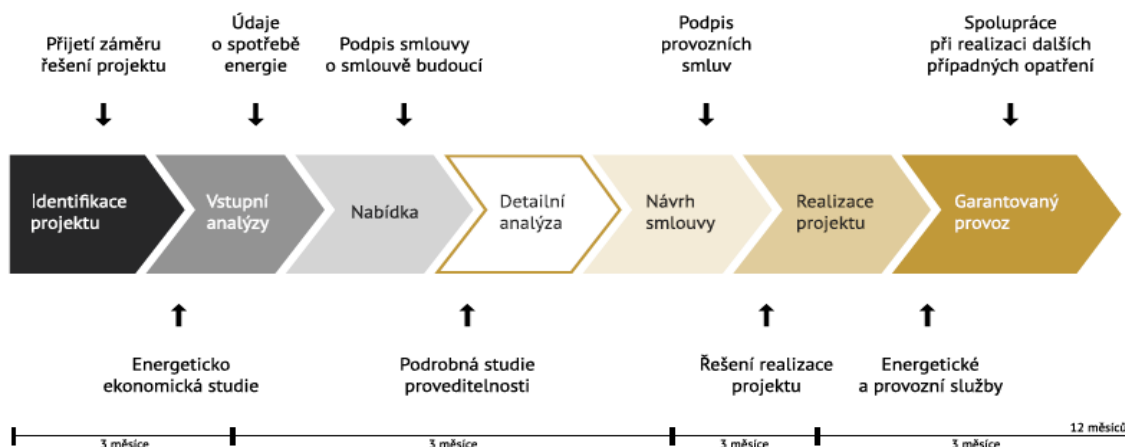 Přijetí záměru
řešení projektu
Údaje
o spotřebě
energie
Podpis smlouvy
o smlouvě budoucí
Podpis
provozních
smluv
Spolupráce
při realizaci dalších
případných opatření
Identifikace
projektu
Vstupní
analýzy
Nabídka
Detailní
analýza
Návrh
smlouvy
Realizace
projektu
Garantovaný
provoz
Energeticko
ekonomická studie
Podrobná studie
proveditelnosti
Řešení realizace
projektu
Energetické
a provozní služby
12 měsíců
3 měsíce
3 měsíce
3 měsíce
3 měsíce